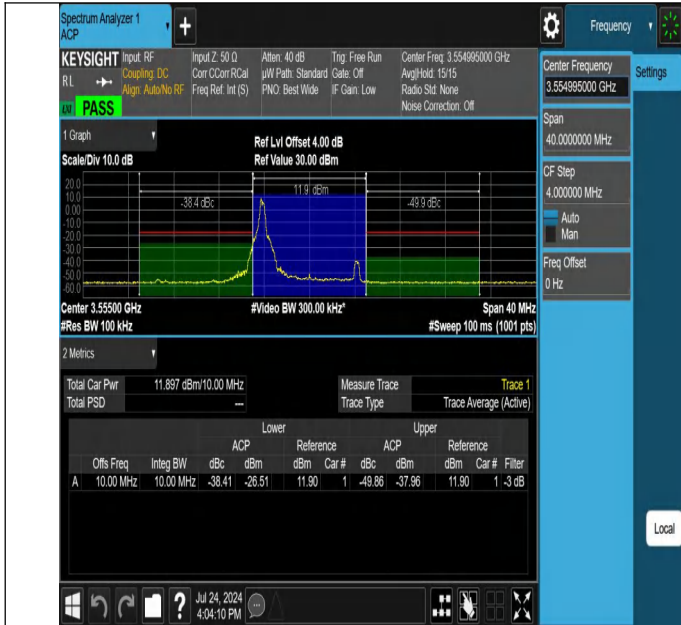 Spectrum Analyzer 1
ACP
Frequency
KEYSIGHT Input: RF Input Z: 50 Ω Atten: 40 dB Trig: Free Run Center Freq: 3.554995000 GHz
RL Coupling: DC Corr CCorr RCal µW Path: Standard Gate: Off Avg|Hold: 15/15
Align: Auto/No RF Freq Ref: Int (S) PNO: Best Wide IF Gain: Low Radio Std: None
LXI PASS Noise Correction: Off
Center Frequency
3.554995000 GHz
Settings
Span
40.0000000 MHz
CF Step
4.000000 MHz
Auto
Man
Freq Offset
0 Hz
Local
1 Graph
Ref Lvl Offset 4.00 dB
Scale/Div 10.0 dB Ref Value 30.00 dBm
20.0
10.0
0.00
-10.0
-20.0
-30.0
-40.0
-50.0
-60.0
-38.4 dBc 11.9 dBm -49.9 dBc
Center 3.55500 GHz #Video BW 300.00 kHz* Span 40 MHz
#Res BW 100 kHz #Sweep 100 ms (1001 pts)
2 Metrics
Total Car Pwr 11.897 dBm/10.00 MHz Measure Trace Trace 1
Total PSD --- Trace Type Trace Average (Active)
Lower Upper
ACP Reference ACP Reference
Offs Freq Integ BW dBc dBm dBm Car # dBc dBm dBm Car # Filter
A 10.00 MHz 10.00 MHz -38.41 -26.51 11.90 1 -49.86 -37.96 11.90 1 -3 dB
Jul 24, 2024
4:04:10 PM